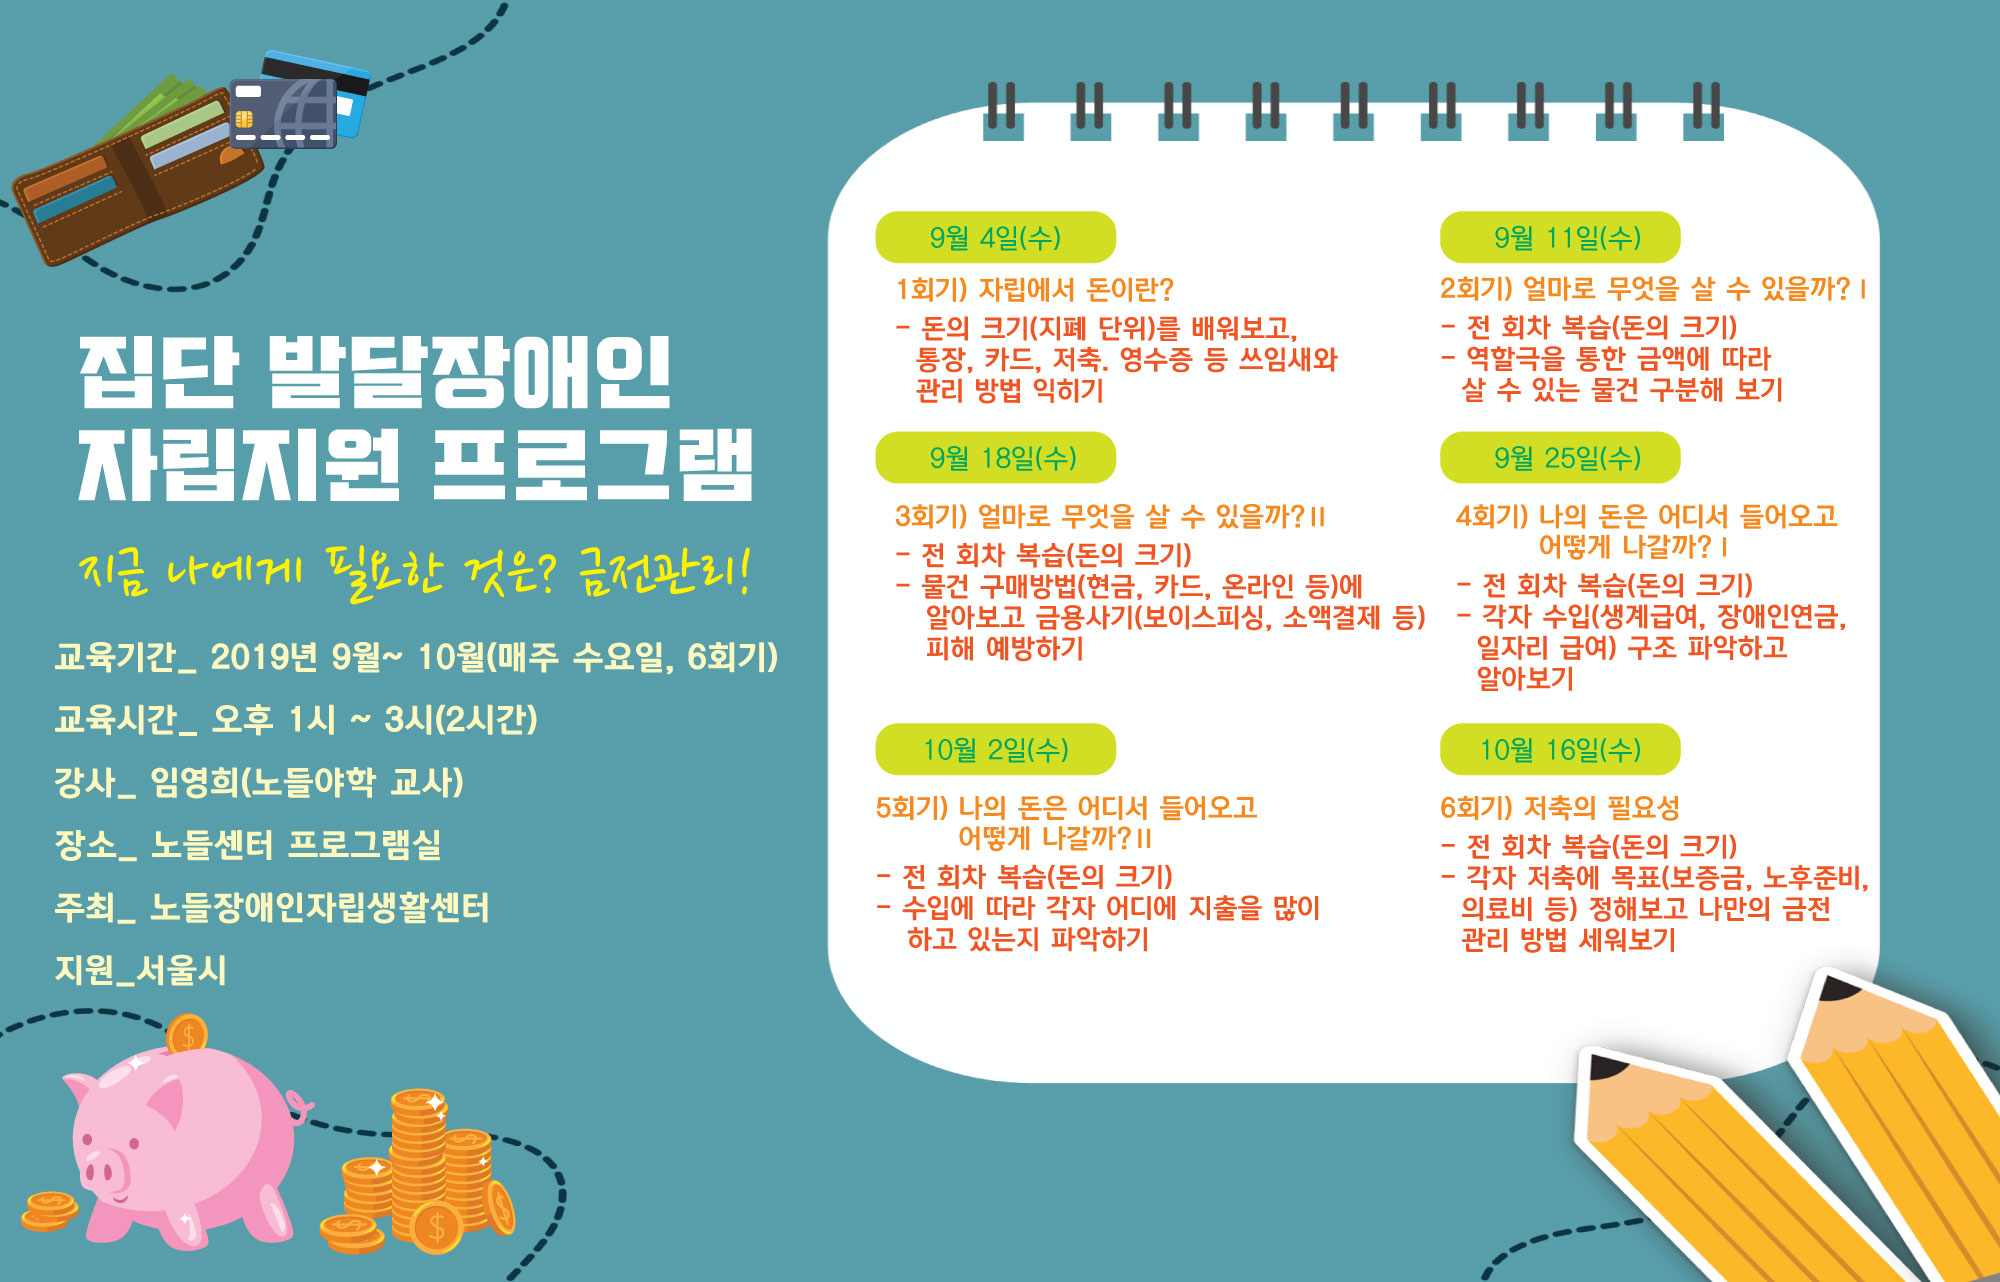 집단 발달장애인
자립지원 프로그램
지금 나에게 필요한 것은? 금전관리!
교육기간_ 2019년 9월~ 10월(매주 수요일, 6회기)
교육시간_ 오후 1시 ~ 3시(2시간)
강사_ 임영희(노들야학 교사)
장소_ 노들센터 프로그램실
주최_ 노들장애인자립생활센터
지원_서울시
9월 4일(수)
1회기) 자립에서 돈이란?
- 돈의 크기(지폐 단위)를 배워보고,
통장, 카드, 저축. 영수증 등 쓰임새와
관리 방법 익히기
9월 11일(수)
2회기) 얼마로 무엇을 살 수 있을까? I
- 전 회차 복습(돈의 크기)
- 역할극을 통한 금액에 따라
살 수 있는 물건 구분해 보기
9월 18일(수)
3회기) 얼마로 무엇을 살 수 있을까? II
- 전 회차 복습(돈의 크기)
- 물건 구매방법(현금, 카드, 온라인 등)에
알아보고 금용사기(보이스피싱, 소액결제 등)
피해 예방하기
9월 25일(수)
4회기) 나의 돈은 어디서 들어오고
어떻게 나갈까? I
- 전 회차 복습(돈의 크기)
- 각자 수입(생계급여, 장애인연금,
일자리 급여) 구조 파악하고
알아보기
10월 2일(수)
5회기) 나의 돈은 어디서 들어오고
어떻게 나갈까? II
- 전 회차 복습(돈의 크기)
- 수입에 따라 각자 어디에 지출을 많이
하고 있는지 파악하기
10월 16일(수)
6회기) 저축의 필요성
- 전 회차 복습(돈의 크기)
- 각자 저축에 목표(보증금, 노후준비,
의료비 등) 정해보고 나만의 금전
관리 방법 세워보기